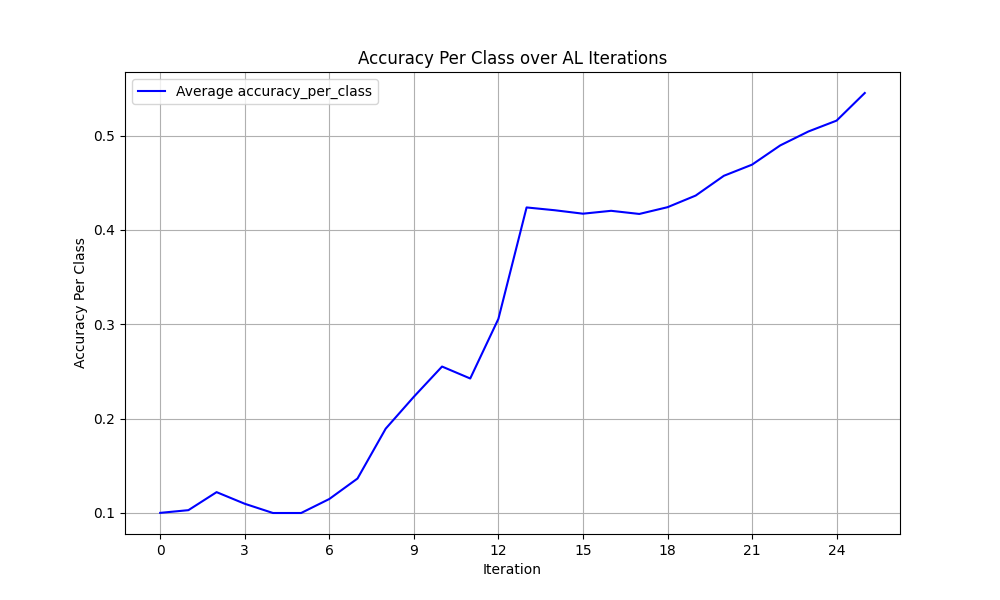 Accuracy Per Class over AL Iterations
Average accuracy_per_class
Accuracy Per Class
0.5
0.4
0.3
0.2
0.1
0 3 6 9 12 15 18 21 24
Iteration